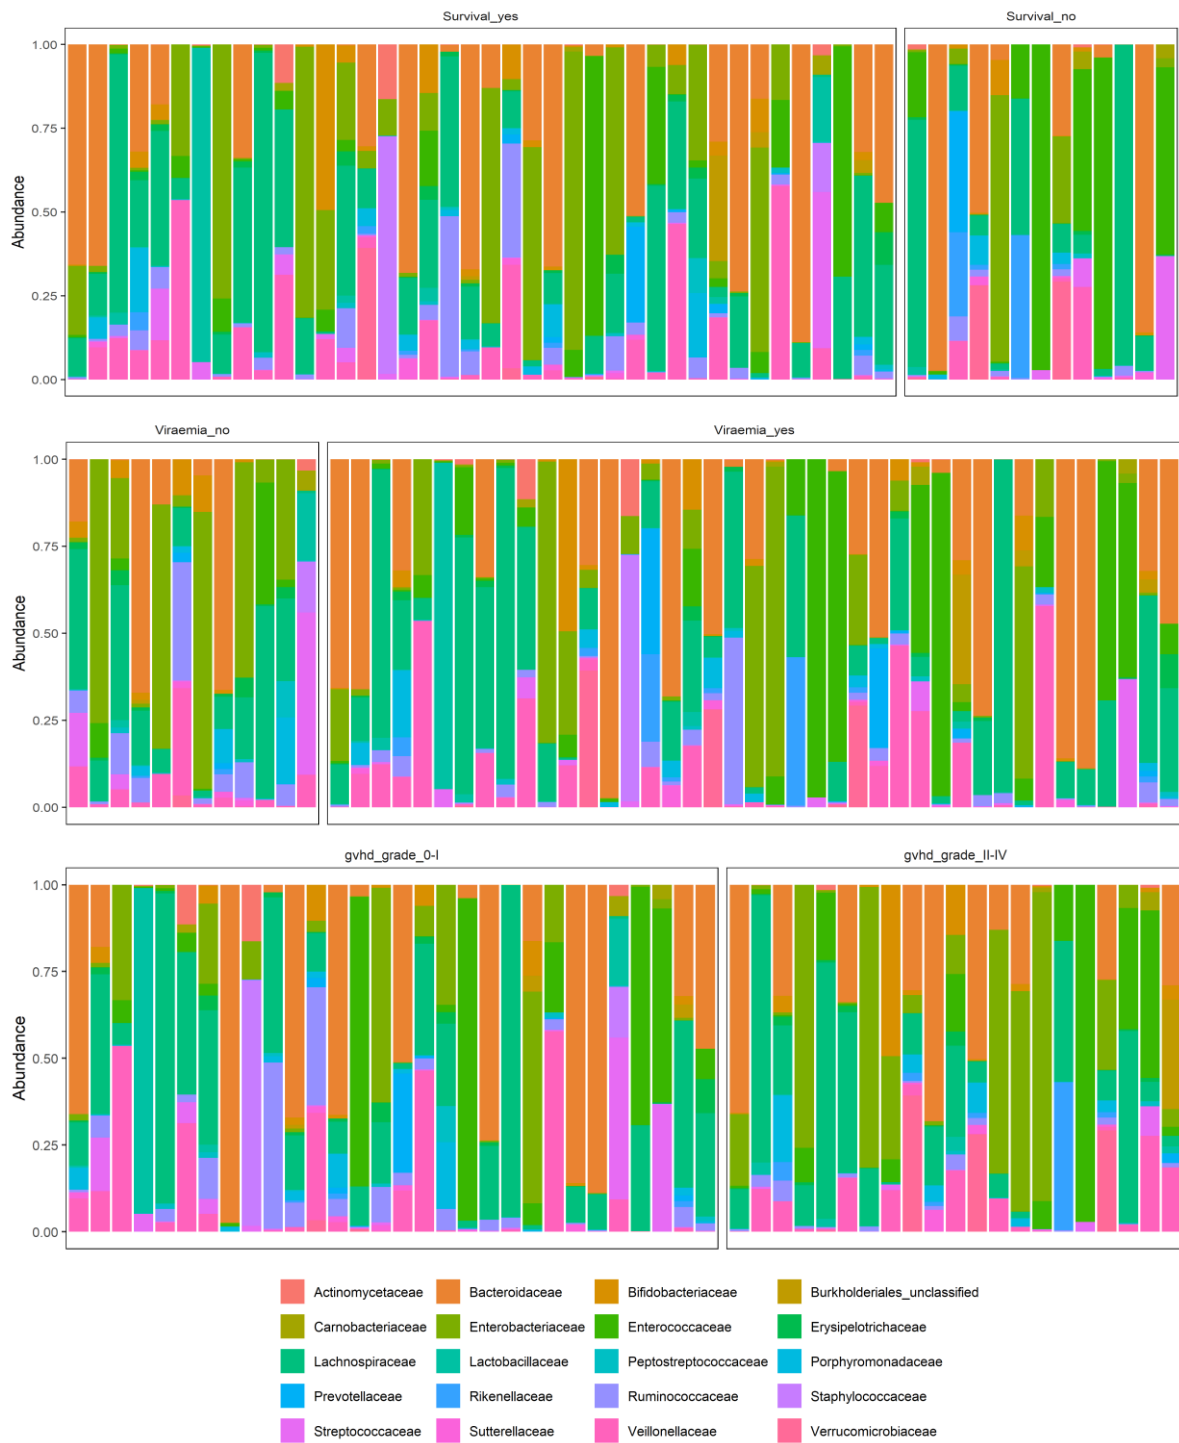 Survival_yes Survival_no
1.00
0.75
0.50
0.25
0.00
Abundance
Viraemia_no Viraemia_yes
1.00
0.75
0.50
0.25
0.00
Abundance
gvhd_grade_0-I gvhd_grade_II-IV
1.00
0.75
0.50
0.25
0.00
Abundance
Actinomycetaceae Bacteroidaceae Bifidobacteriaceae Burkholderiales_unclassified
Carnobacteriaceae Enterobacteriaceae Enterococcaceae Erysipelotrichaceae
Lachnospiraceae Lactobacillaceae Peptostreptococcaceae Porphyromonadaceae
Prevotellaceae Rikenellaceae Ruminococcaceae Staphylococcaceae
Streptococcaceae Sutterellaceae Veillonellaceae Verrucomicrobiaceae